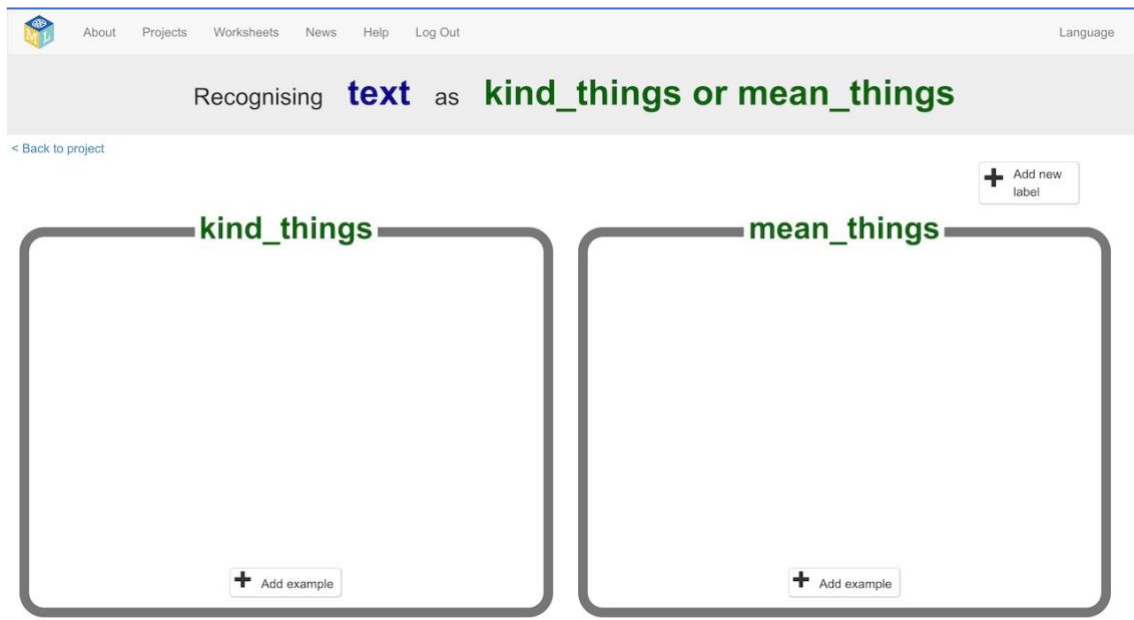 M L
About Projects Worksheets News Help Log Out Language
Recognising text as kind_things or mean_things
< Back to project
+ Add new
label
kind_things mean_things
+ Add example + Add example